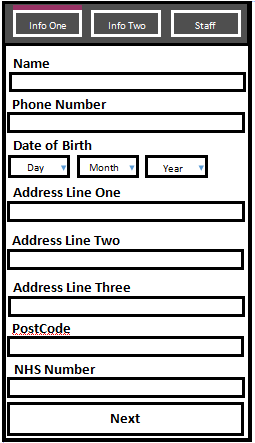 Info One Info Two Staff
Name
Phone Number
Date of Birth
Day Month Year
Address Line One
Address Line Two
Address Line Three
PostCode
NHS Number
Next